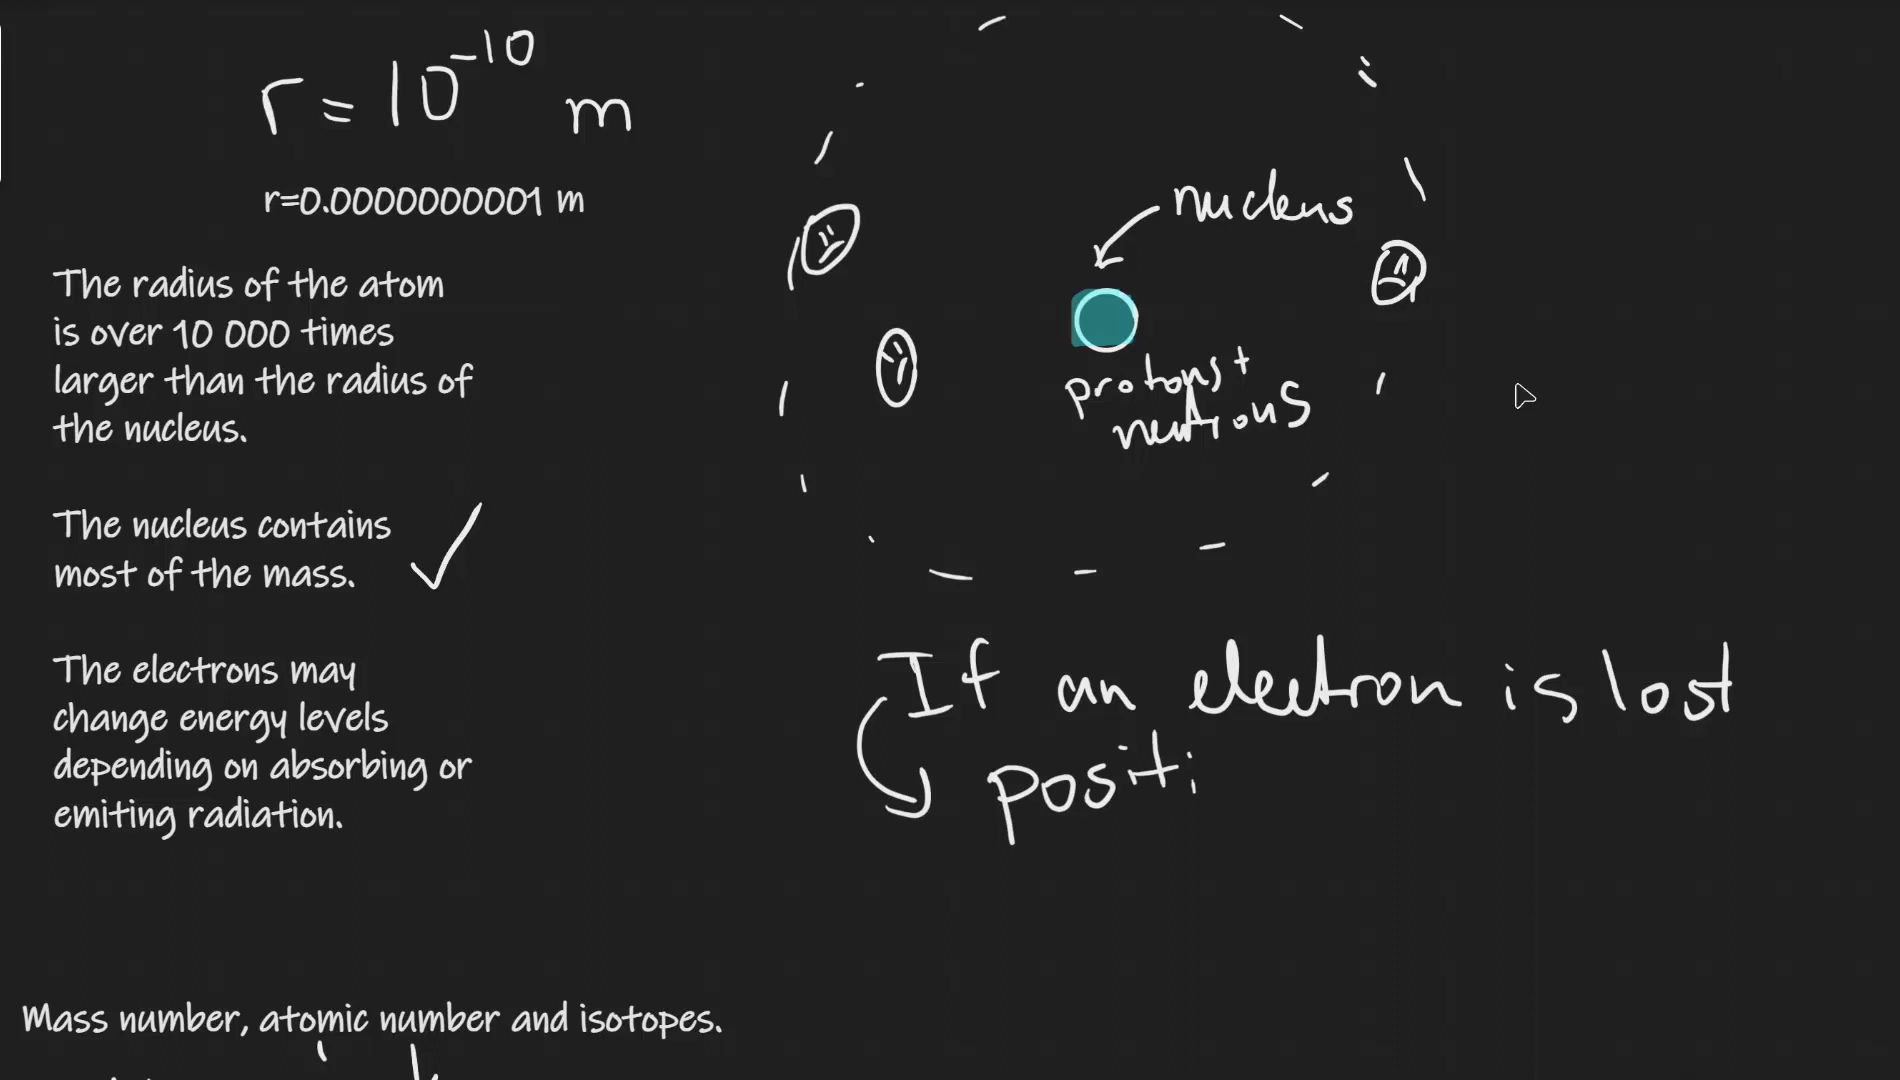 r = 10⁻¹⁰ m
r=0.0000000001 m
The radius of the atom
is over 10 000 times
larger than the radius of
the nucleus.
The nucleus contains
most of the mass.
The electrons may
change energy levels
depending on absorbing or
emiting radiation.
nucleus
protons +
neutrons
If an electron is lost
positi
Mass number, atomic number and isotopes.